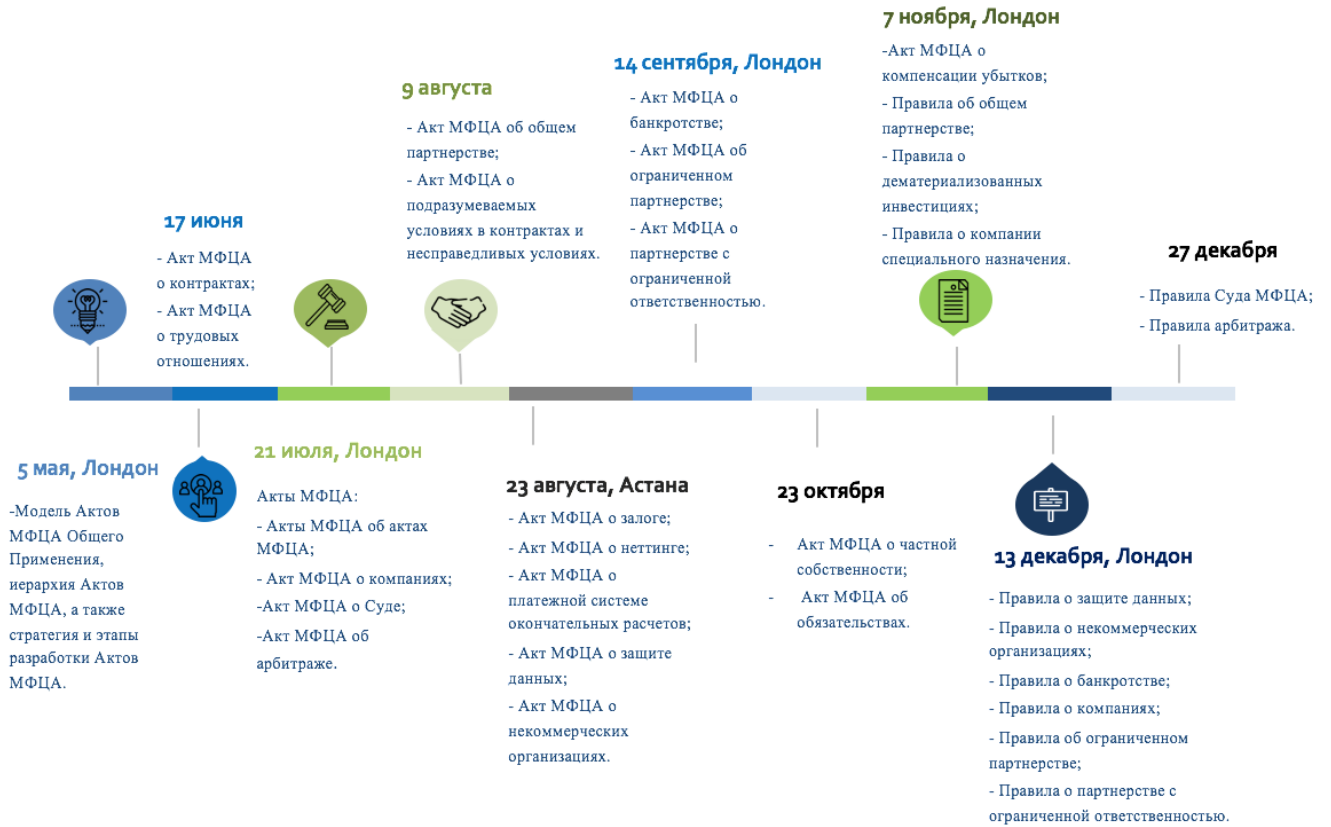 5 мая, Лондон
-Модель Актов
МФЦА Общего
Применения,
иерархия Актов
МФЦА, а также
стратегия и этапы
разработки Актов
МФЦА.
17 июня
- Акт МФЦА
о контрактах;
- Акт МФЦА
о трудовых
отношениях.
21 июля, Лондон
Акты МФЦА:
- Акты МФЦА об актах
МФЦА;
- Акт МФЦА о компаниях;
-Акт МФЦА о Суде;
-Акт МФЦА об
арбитраже.
9 августа
- Акт МФЦА об общем
партнерстве;
- Акт МФЦА о
подразумеваемых
условиях в контрактах и
несправедливых условиях.
23 августа, Астана
- Акт МФЦА о залоге;
- Акт МФЦА о неттинге;
- Акт МФЦА о
платежной системе
окончательных расчетов;
- Акт МФЦА о защите
данных;
- Акт МФЦА о
некоммерческих
организациях.
14 сентября, Лондон
- Акт МФЦА о
банкротстве;
- Акт МФЦА об
ограниченном
партнерстве;
- Акт МФЦА о
партнерстве с
ограниченной
ответственностью.
23 октября
- Акт МФЦА о частной
собственности;
- Акт МФЦА об
обязательствах.
7 ноября, Лондон
-Акт МФЦА о
компенсации убытков;
- Правила об общем
партнерстве;
- Правила о
дематериализованных
инвестициях;
- Правила о компании
специального назначения.
13 декабря, Лондон
- Правила о защите данных;
- Правила о некоммерческих
организациях;
- Правила о банкротстве;
- Правила о компаниях;
- Правила об ограниченном
партнерстве;
- Правила о партнерстве с
ограниченной ответственностью.
27 декабря
- Правила Суда МФЦА;
- Правила арбитража.